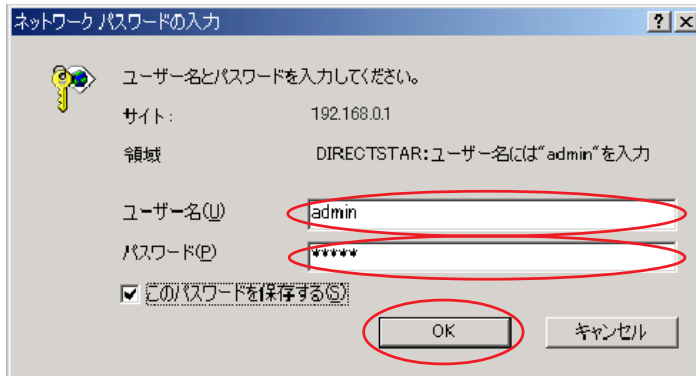 ネットワーク パスワードの入力
ユーザー名とパスワードを入力してください。
サイト: 192.168.0.1
領域 DIRECTSTAR:ユーザー名には“admin”を入力
ユーザー名(U) admin
パスワード(P) *****
このパスワードを保存する(S)
OK キャンセル